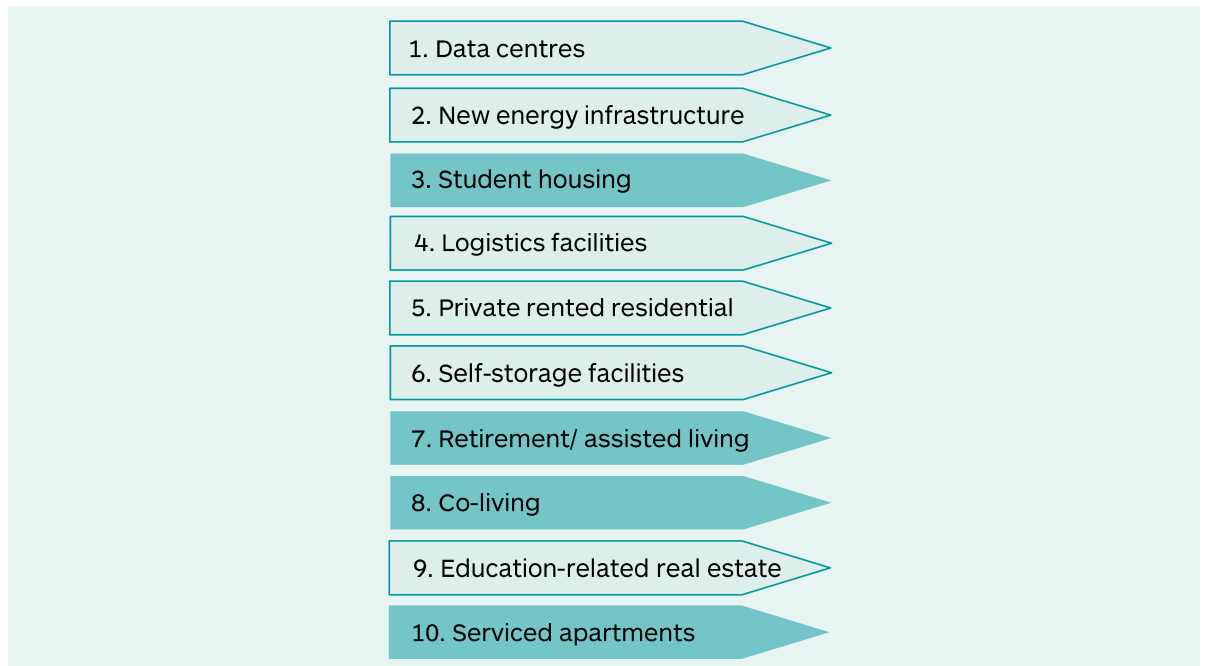 1. Data centres
2. New energy infrastructure
3. Student housing
4. Logistics facilities
5. Private rented residential
6. Self-storage facilities
7. Retirement/ assisted living
8. Co-living
9. Education-related real estate
10. Serviced apartments